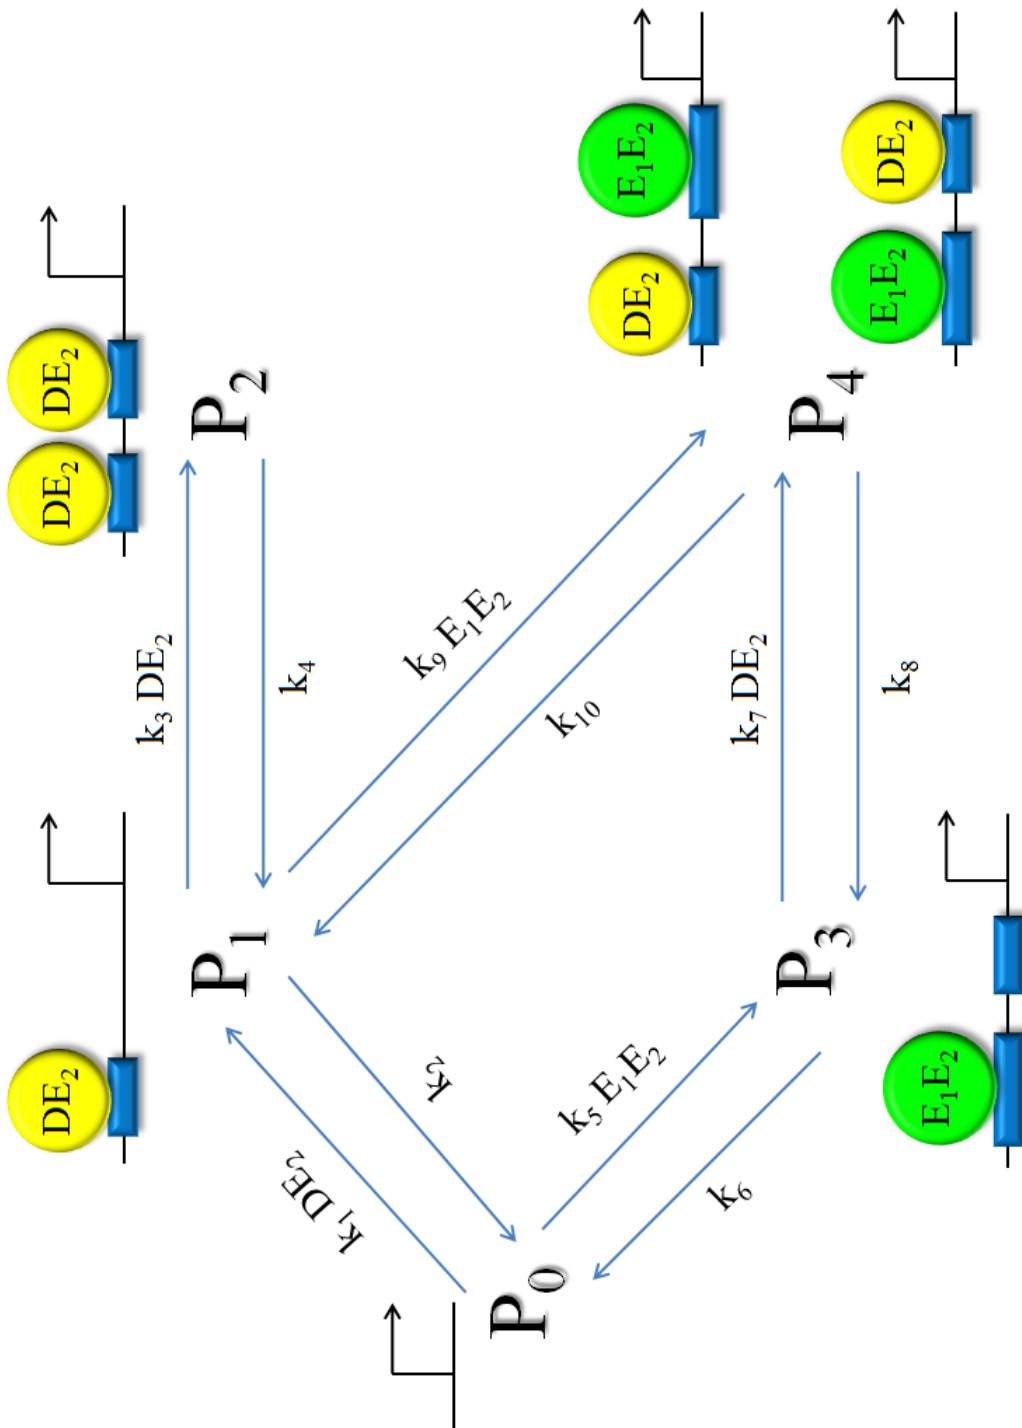 DE₂
DE₂
DE₂
P₁
k₃ DE₂
k₄
P₂
k₁ DE₂
k₂
k₉ E₁E₂
k₁₀
P₀
k₅ E₁E₂
k₆
DE₂
E₁E₂
P₃
k₇ DE₂
k₈
P₄
E₁E₂
DE₂
E₁E₂